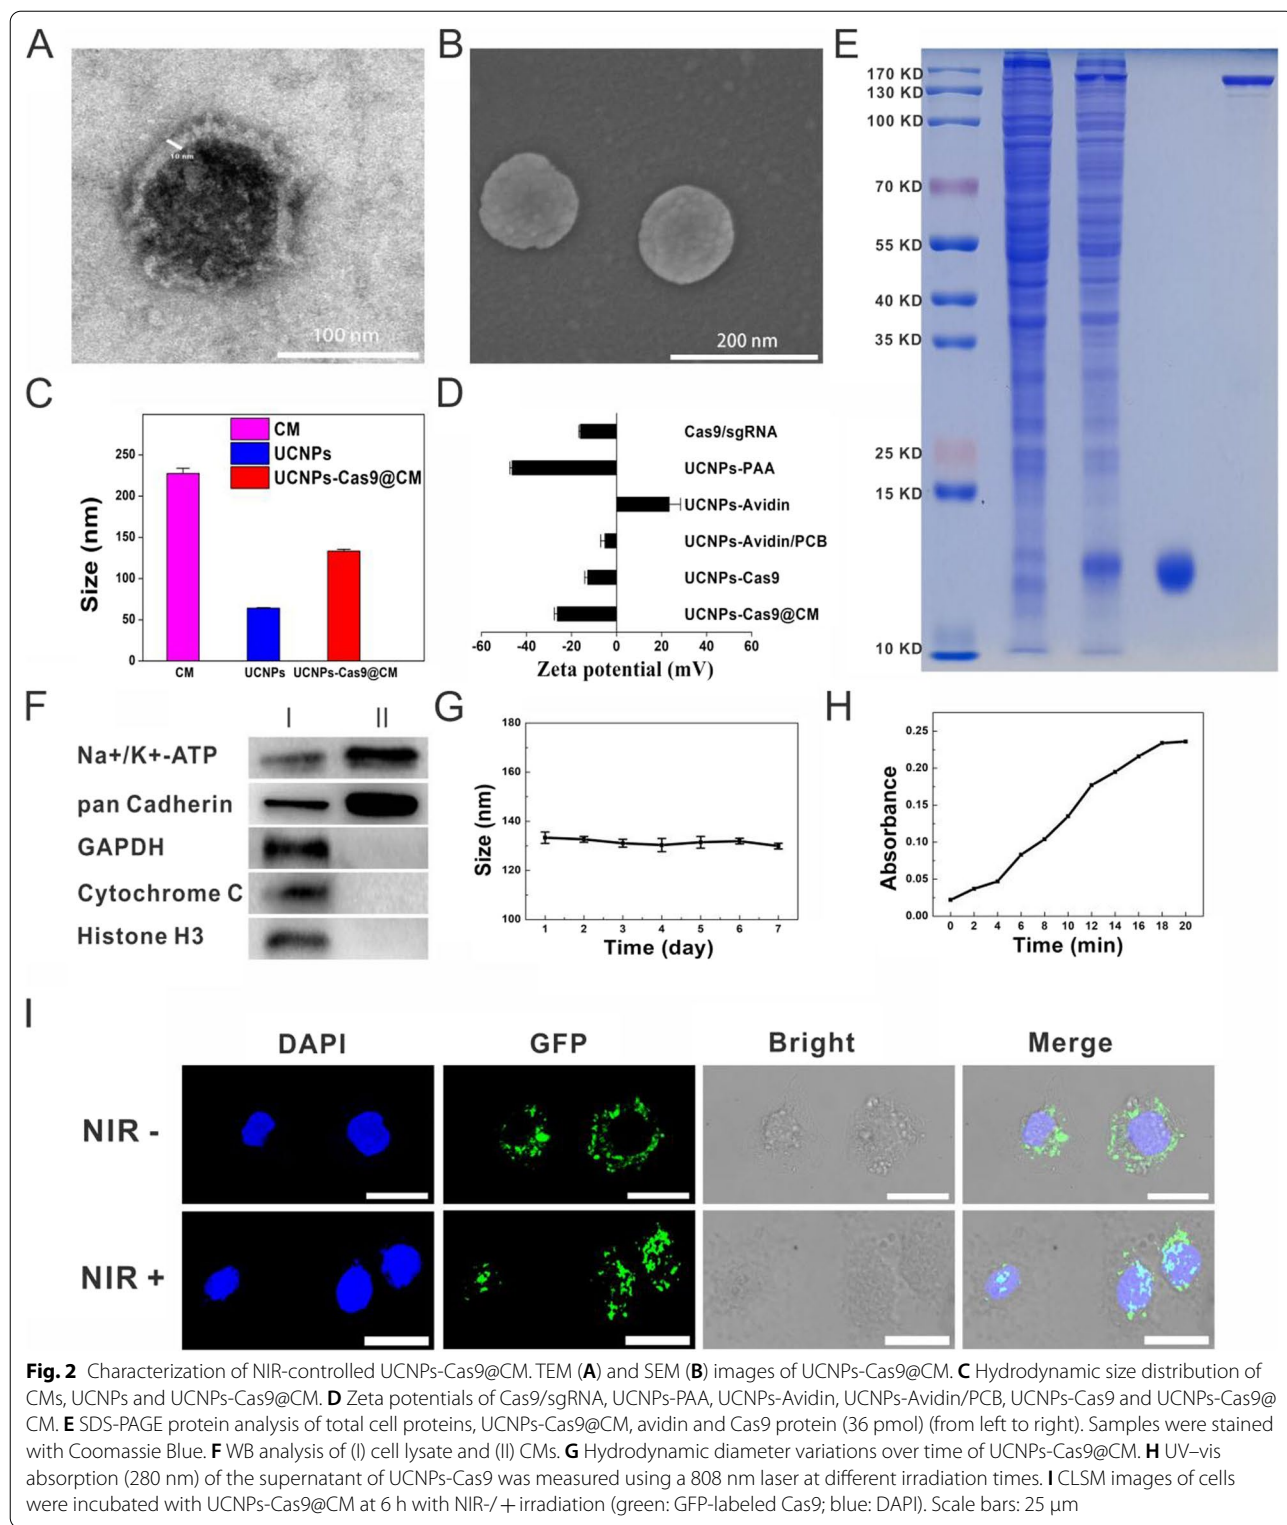 A
10 nm
100 nm
B
200 nm
C
CM
UCNPs
UCNPs-Cas9@CM
Size (nm)
250
200
150
100
50
0
CM UCNPs UCNPs-Cas9@CM
D
Cas9/sgRNA
UCNPs-PAA
UCNPs-Avidin
UCNPs-Avidin/PCB
UCNPs-Cas9
UCNPs-Cas9@CM
-60 -40 -20 0 20 40 60
Zeta potential (mV)
E
170 KD
130 KD
100 KD
70 KD
55 KD
40 KD
35 KD
25 KD
15 KD
10 KD
F
I II
Na+/K+-ATP
pan Cadherin
GAPDH
Cytochrome C
Histone H3
G
Size (nm)
180
160
140
120
100
1 2 3 4 5 6 7
Time (day)
H
Absorbance
0.25
0.20
0.15
0.10
0.05
0.00
0 2 4 6 8 10 12 14 16 18 20
Time (min)
I
DAPI GFP Bright Merge
NIR -
NIR +
Fig. 2 Characterization of NIR-controlled UCNPs-Cas9@CM. TEM (A) and SEM (B) images of UCNPs-Cas9@CM. C Hydrodynamic size distribution of
CMs, UCNPs and UCNPs-Cas9@CM. D Zeta potentials of Cas9/sgRNA, UCNPs-PAA, UCNPs-Avidin, UCNPs-Avidin/PCB, UCNPs-Cas9 and UCNPs-Cas9@
CM. E SDS-PAGE protein analysis of total cell proteins, UCNPs-Cas9@CM, avidin and Cas9 protein (36 pmol) (from left to right). Samples were stained
with Coomassie Blue. F WB analysis of (I) cell lysate and (II) CMs. G Hydrodynamic diameter variations over time of UCNPs-Cas9@CM. H UV–vis
absorption (280 nm) of the supernatant of UCNPs-Cas9 was measured using a 808 nm laser at different irradiation times. I CLSM images of cells
were incubated with UCNPs-Cas9@CM at 6 h with NIR-/+ irradiation (green: GFP-labeled Cas9; blue: DAPI). Scale bars: 25 μm